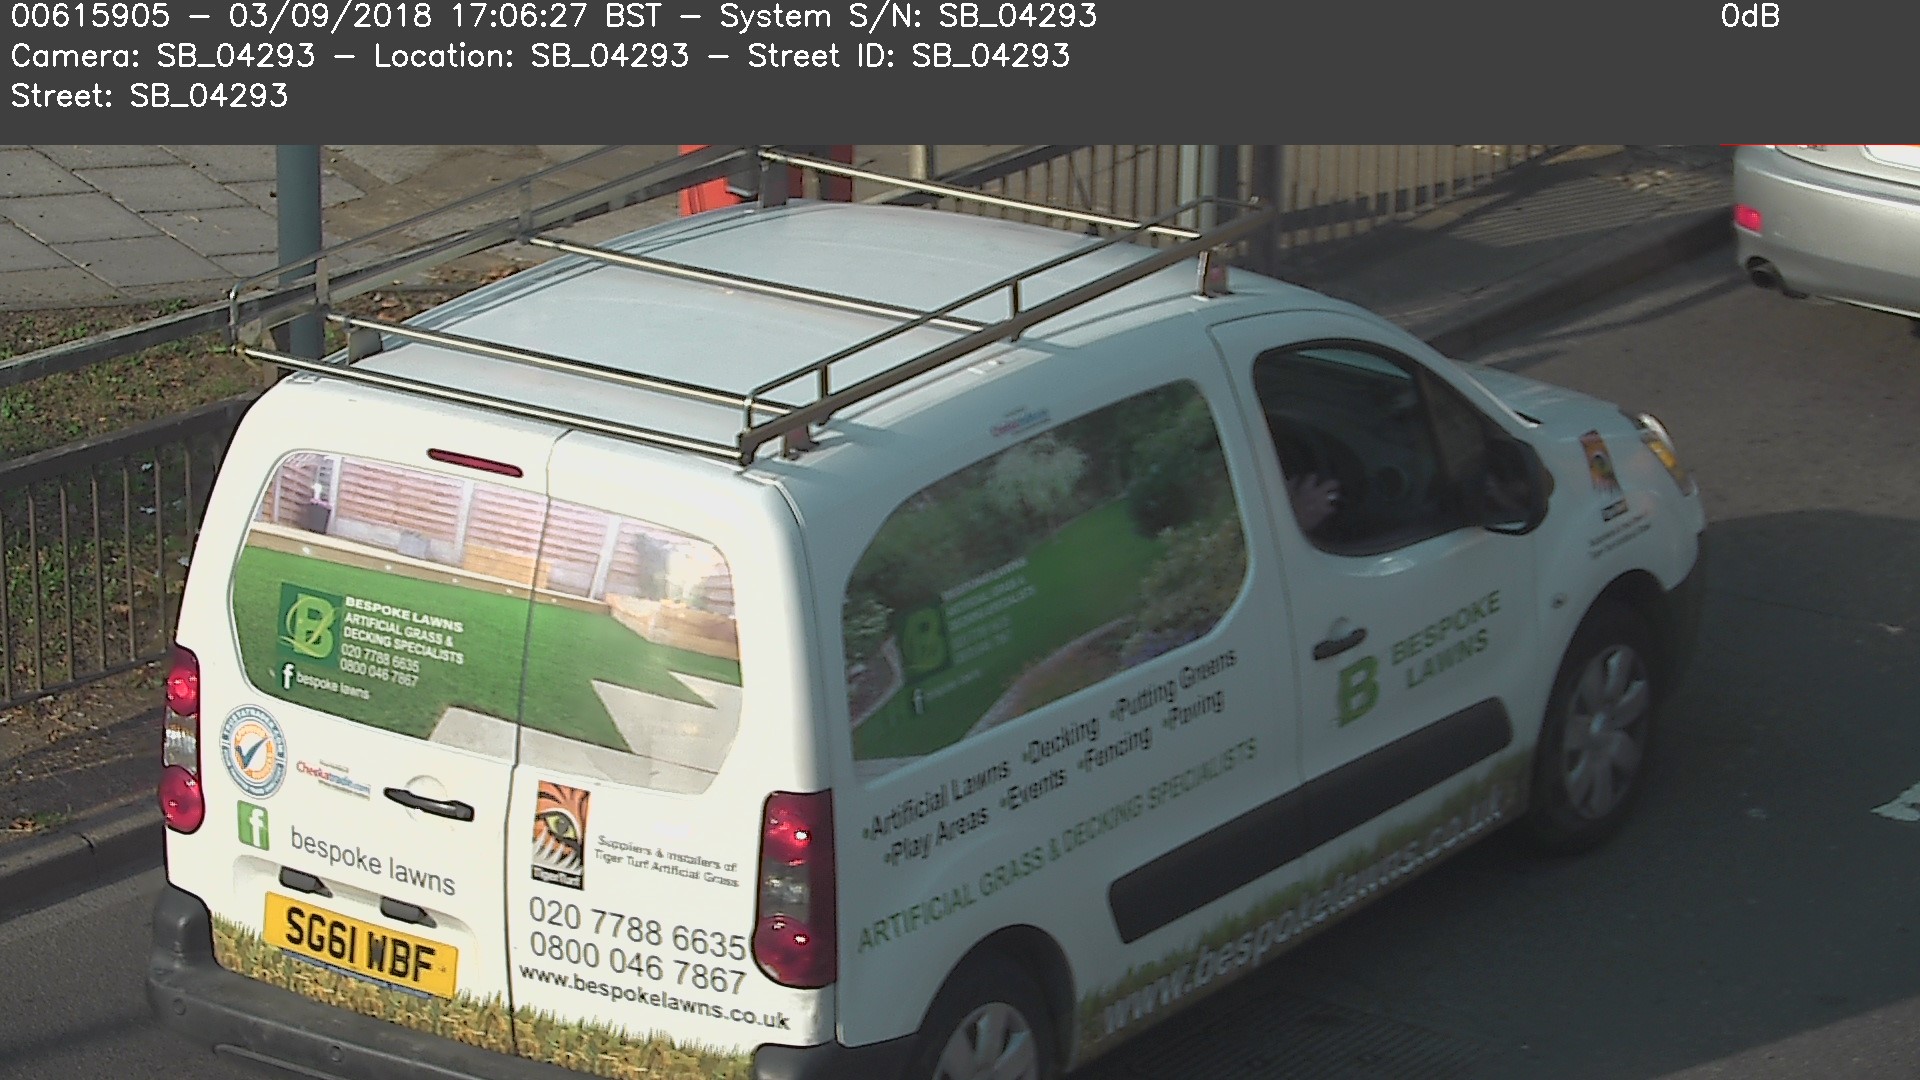 00615905 – 03/09/2018 17:06:27 BST – System S/N: SB_04293
0dB
Camera: SB_04293 – Location: SB_04293 – Street ID: SB_04293
Street: SB_04293
BESPOKE LAWNS
ARTIFICIAL GRASS &
DECKING SPECIALISTS
020 7788 6635
0800 046 7867
f bespoke lawns
Checkatrade.com
f bespoke lawns
TigerTurf
Suppliers & Installers of
Tiger Turf Artificial Grass
020 7788 6635
0800 046 7867
www.bespokelawns.co.uk
SG61 WBF
B BESPOKE
LAWNS
•Artificial Lawns •Decking •Putting Greens
•Play Areas •Events •Fencing •Paving
ARTIFICIAL GRASS & DECKING SPECIALISTS
www.bespokelawns.co.uk